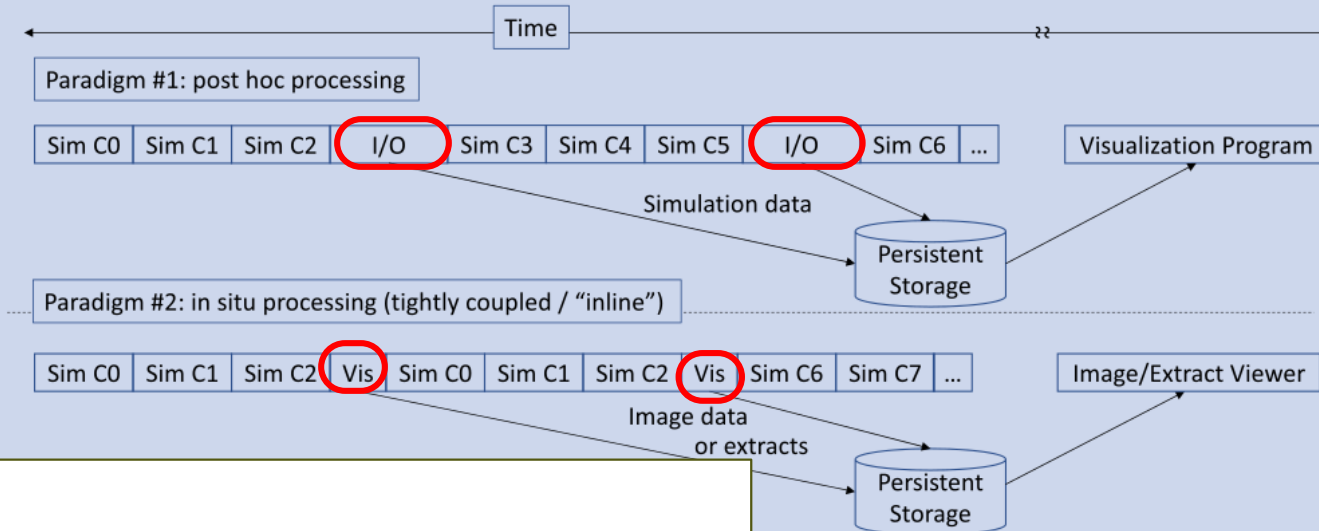 Time
Paradigm #1: post hoc processing
Sim C0 Sim C1 Sim C2 I/O Sim C3 Sim C4 Sim C5 I/O Sim C6 ... Visualization Program
Simulation data
Persistent
Storage
Paradigm #2: in situ processing (tightly coupled / “inline”)
Sim C0 Sim C1 Sim C2 Vis Sim C0 Sim C1 Sim C2 Vis Sim C6 Sim C7 ... Image/Extract Viewer
Image data
or extracts
Persistent
Storage